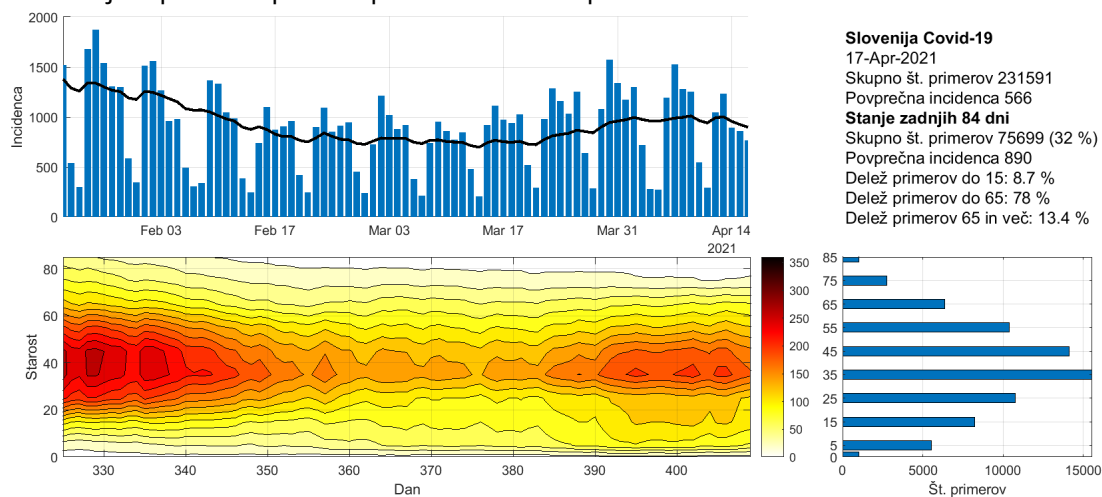 2000
1500
1000
500
0
Incidenca
Feb 03
Feb 17
Mar 03
Mar 17
Mar 31
Apr 14
2021
Slovenija Covid-19
17-Apr-2021
Skupno št. primerov 231591
Povprečna incidenca 566
Stanje zadnjih 84 dni
Skupno št. primerov 75699 (32 %)
Povprečna incidenca 890
Delež primerov do 15: 8.7 %
Delež primerov do 65: 78 %
Delež primerov 65 in več: 13.4 %
80
60
40
20
0
Starost
330
340
350
360
370
380
390
400
Dan
350
300
250
200
150
100
50
0
85
75
65
55
45
35
25
15
5
0
0
5000
10000
15000
Št. primerov